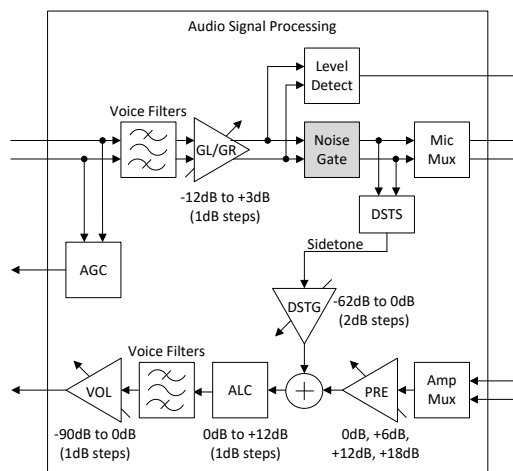 Audio Signal Processing
Level
Detect
Voice Filters
GL/GR
Noise
Gate
Mic
Mux
-12dB to +3dB
(1dB steps)
DSTS
Sidetone
AGC
DSTG
-62dB to 0dB
(2dB steps)
Voice Filters
VOL
ALC
PRE
Amp
Mux
-90dB to 0dB
(1dB steps)
0dB to +12dB
(1dB steps)
0dB, +6dB,
+12dB, +18dB